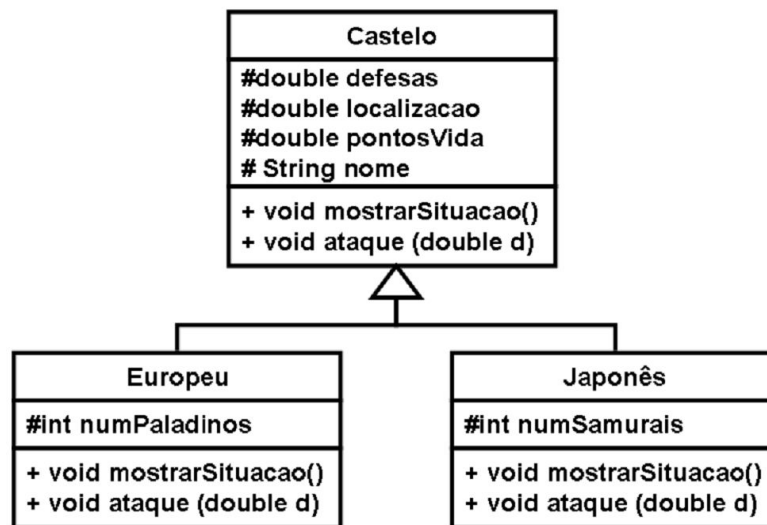 Castelo
#double defesas
#double localizacao
#double pontosVida
# String nome
+ void mostrarSituacao()
+ void ataque (double d)
Europeu
#int numPaladinos
+ void mostrarSituacao()
+ void ataque (double d)
Japonês
#int numSamurais
+ void mostrarSituacao()
+ void ataque (double d)